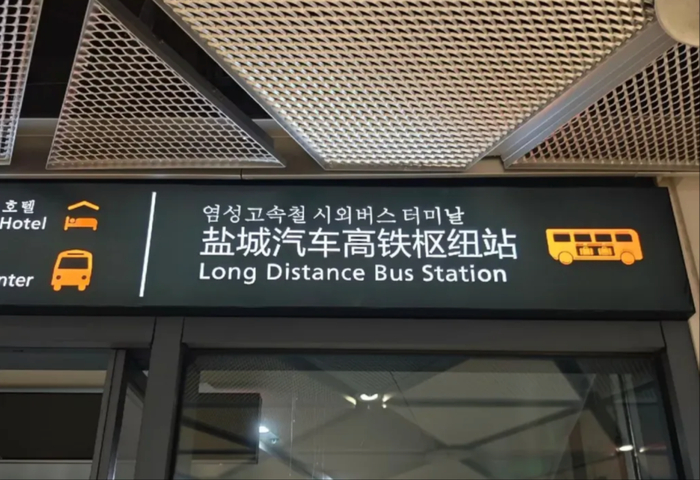 호텔
Hotel
nter
염성고속철 시외버스 터미날
盐城汽车高铁枢纽站
Long Distance Bus Station